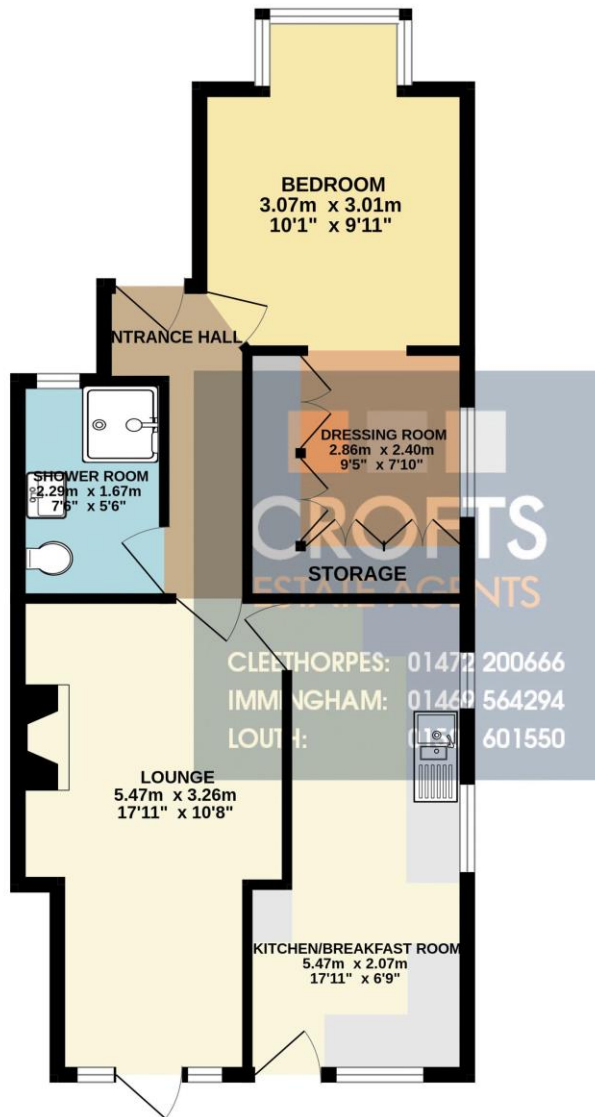 BEDROOM
3.07m x 3.01m
10'1" x 9'11"
NTRANCE HALL
DRESSING ROOM
2.86m x 2.40m
9'5" x 7'10"
SHOWER ROOM
2.29m x 1.67m
7'6" x 5'6"
CROFTS
STORAGE
ESTATE AGENTS
CLEETHORPES: 01472 200666
IMMINGHAM: 01469 564294
LOUTH: 601550
LOUNGE
5.47m x 3.26m
17'11" x 10'8"
KITCHEN/BREAKFAST ROOM
5.47m x 2.07m
17'11" x 6'9"